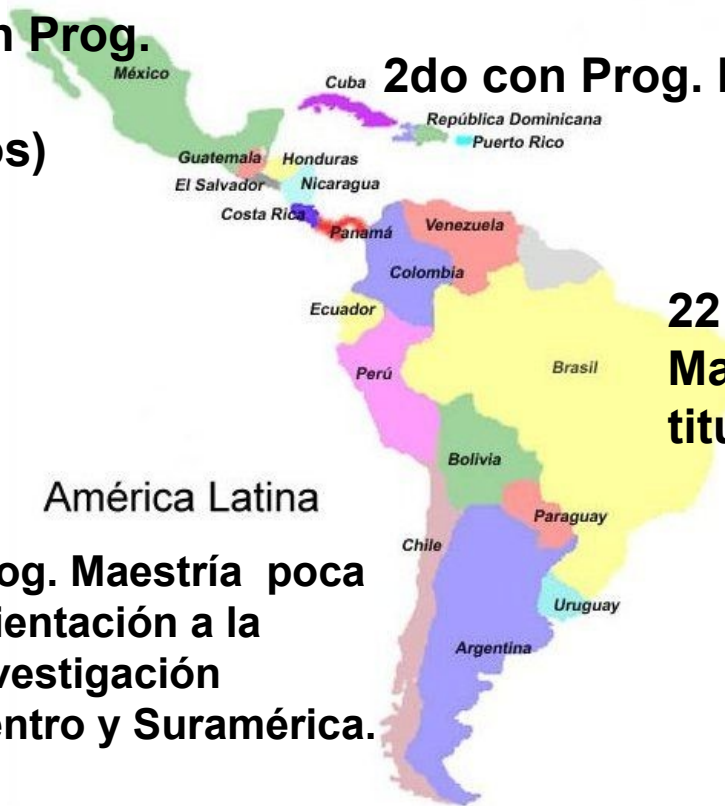 n Prog.
México
Cuba
2do con Prog.
República Dominicana
Puerto Rico
os)
Guatemala
Honduras
El Salvador
Nicaragua
Costa Rica
Panamá
Venezuela
Colombia
Ecuador
22
Perú
Brasil
Ma
titu
Bolivia
América Latina
Paraguay
Chile
og. Maestría poca
ientación a la
vestigación
entro y Suramérica.
Uruguay
Argentina